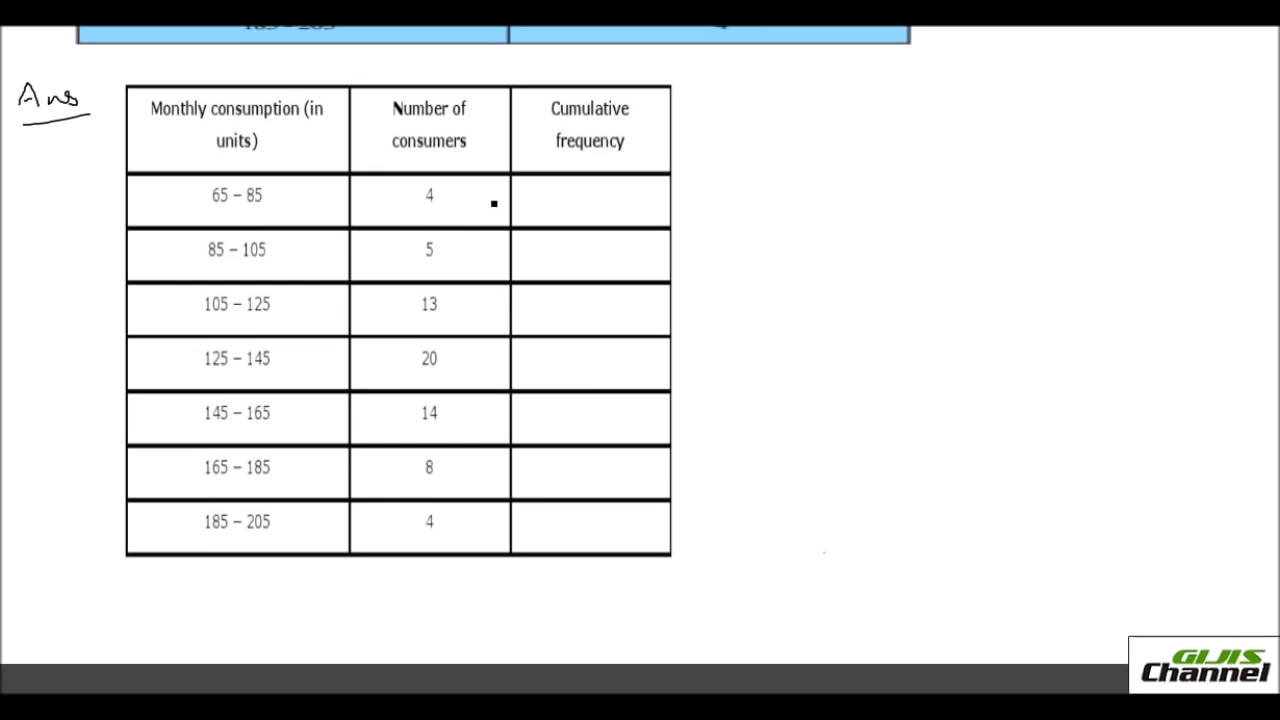 Ans
Monthly consumption (in
units)
Number of
consumers
Cumulative
frequency
65 – 85
4
85 – 105
5
105 – 125
13
125 – 145
20
145 – 165
14
165 – 185
8
185 – 205
4
GIJIS
Channel